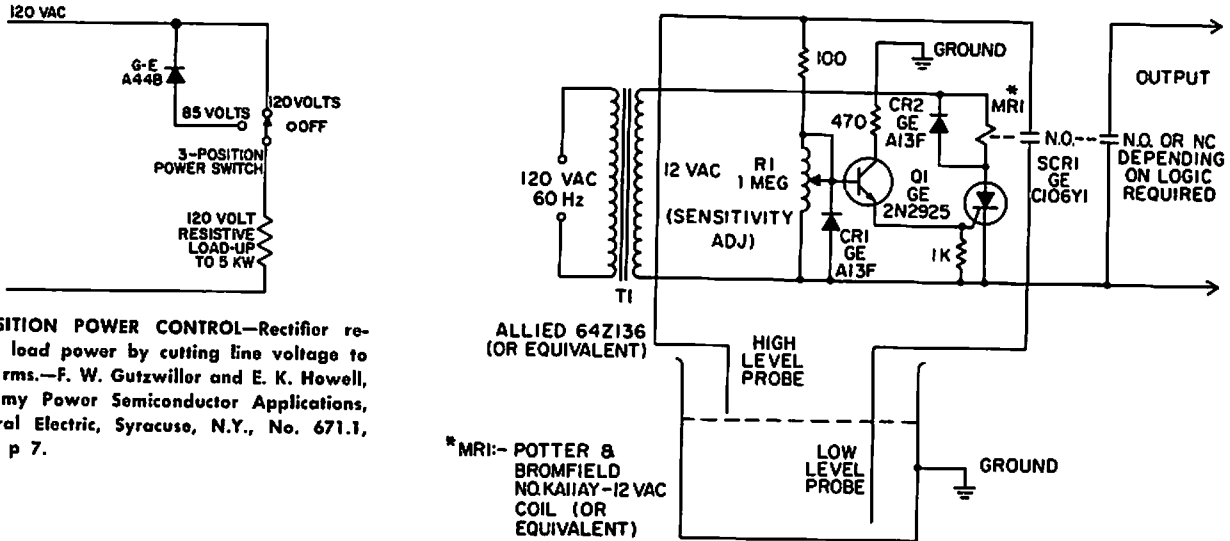 120 VAC
G-E
A44B
85 VOLTS
120 VOLTS
OFF
3-POSITION
POWER SWITCH
120 VOLT
RESISTIVE
LOAD-UP
TO 5 KW
SITION POWER CONTROL—Rectifier re-
load power by cutting line voltage to
rms.—F. W. Gutzwiller and E. K. Howell,
my Power Semiconductor Applications,
ral Electric, Syracuse, N.Y., No. 671.1,
p 7.
120 VAC
60 Hz
T1
ALLIED 64Z136
(OR EQUIVALENT)
12 VAC
100
R1
1 MEG
(SENSITIVITY
ADJ)
470
GROUND
CR1
GE
A13F
Q1
GE
2N2925
1K
CR2
GE
A13F
*
MR1
N.O.
SCR1
GE
C106Y1
OUTPUT
N.O. OR NC
DEPENDING
ON LOGIC
REQUIRED
HIGH
LEVEL
PROBE
LOW
LEVEL
PROBE
GROUND
*MR1:- POTTER &
BROMFIELD
NO.KA11AY-12 VAC
COIL (OR
EQUIVALENT)